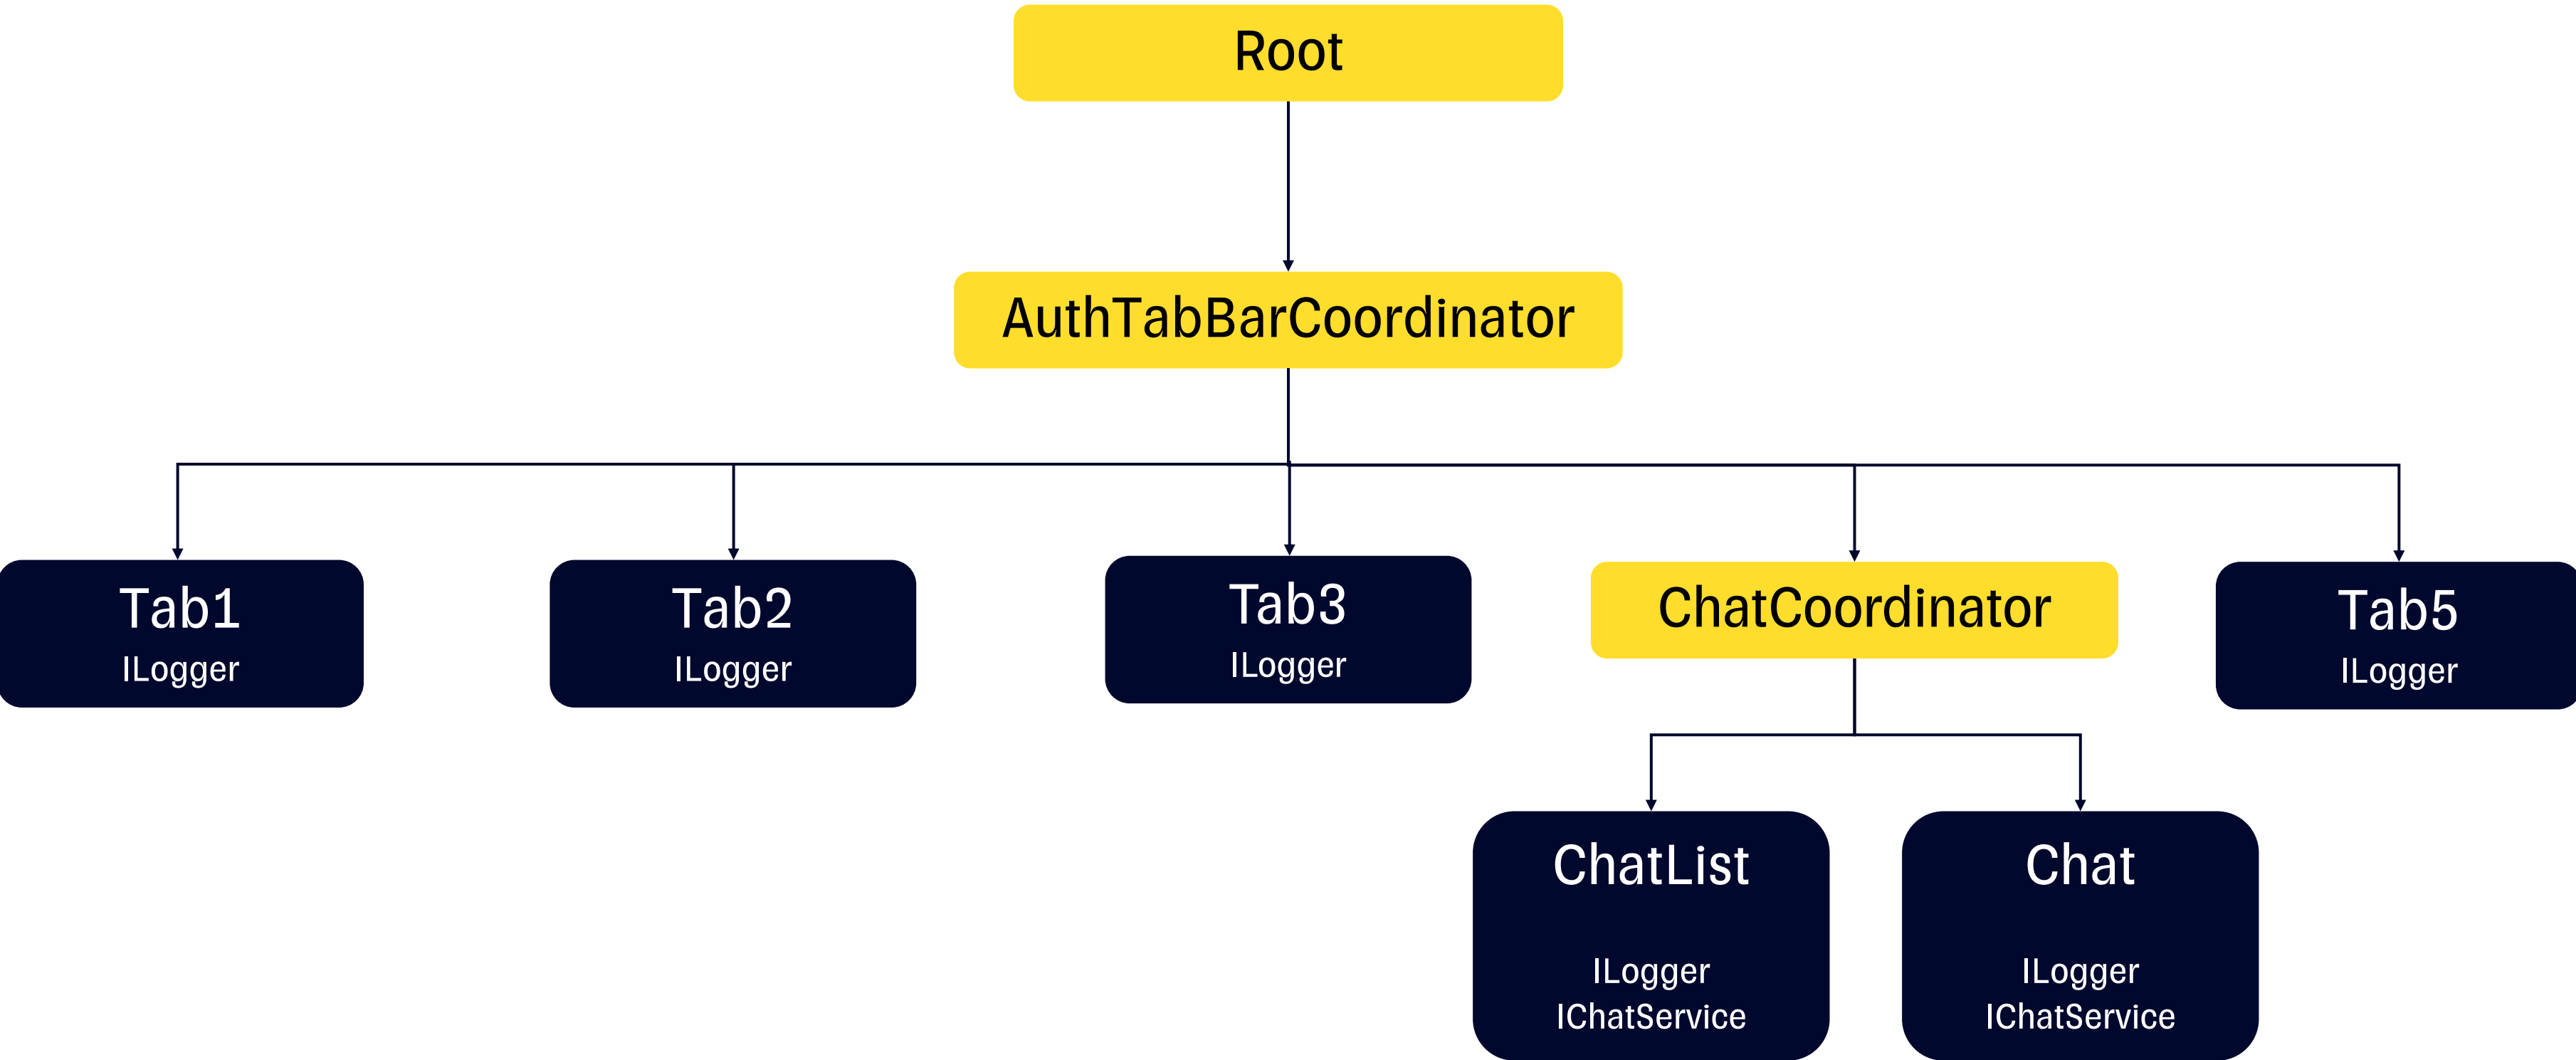 Root
AuthTabBarCoordinator
Tab1
ILogger
Tab2
ILogger
Tab3
ILogger
ChatCoordinator
Tab5
ILogger
ChatList
ILogger
IChatService
Chat
ILogger
IChatService